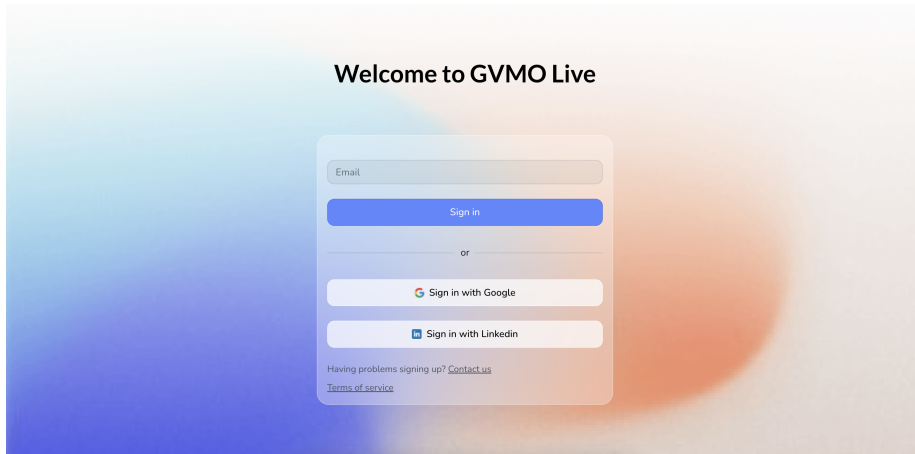 Welcome to GVMO Live
Email
Sign in
or
Sign in with Google
in Sign in with Linkedin
Having problems signing up? Contact us
Terms of service